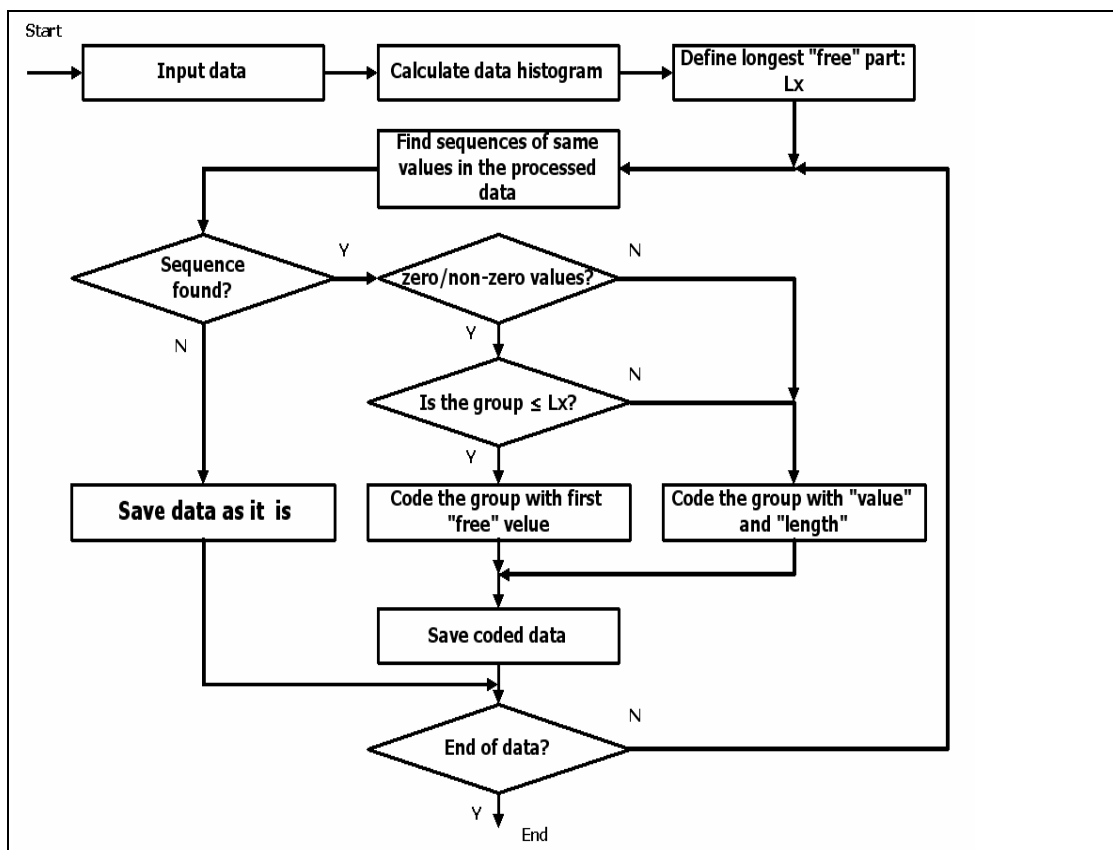 Start
Input data
Calculate data histogram
Define longest "free" part:
Lx
Find sequences of same
values in the processed
data
Sequence
found?
Y
N
zero/non-zero values?
N
Y
Is the group ≤ Lx?
N
Y
Save data as it is
Code the group with first
"free" velue
Code the group with "value"
and "length"
Save coded data
End of data?
N
Y
End